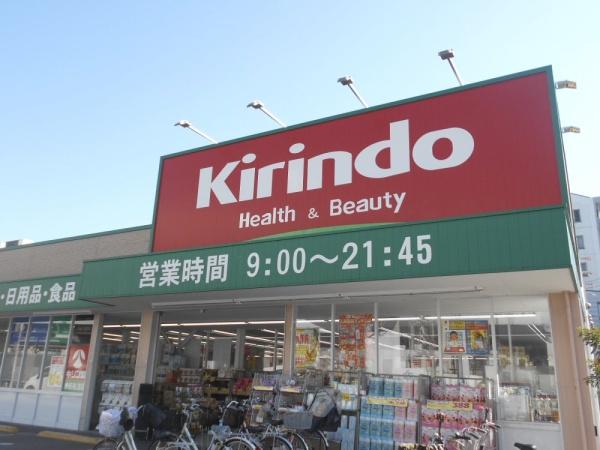 Kirindo
Health & Beauty
営業時間 9:00～21:45
・日用品・食品